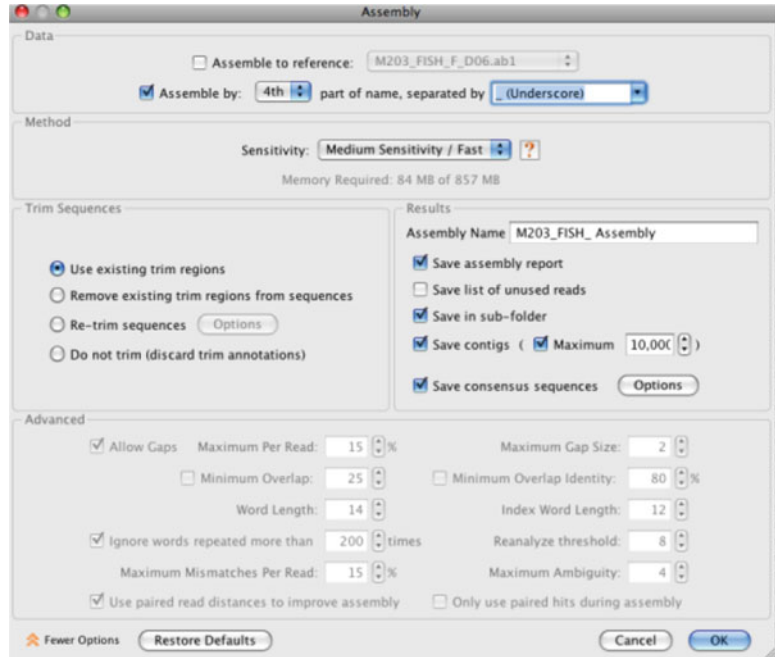 Assembly
Data
Assemble to reference: M203_FISH_F_D06.ab1
Assemble by: 4th part of name, separated by _ (Underscore)
Method
Sensitivity: Medium Sensitivity / Fast ?
Memory Required: 84 MB of 857 MB
Trim Sequences
Use existing trim regions
Remove existing trim regions from sequences
Re-trim sequences Options
Do not trim (discard trim annotations)
Results
Assembly Name M203_FISH_ Assembly
Save assembly report
Save list of unused reads
Save in sub-folder
Save contigs ( Maximum 10,000 )
Save consensus sequences Options
Advanced
Allow Gaps Maximum Per Read: 15 % Maximum Gap Size: 2
Minimum Overlap: 25 Minimum Overlap Identity: 80 %
Word Length: 14 Index Word Length: 12
Ignore words repeated more than 200 times Reanalyze threshold: 8
Maximum Mismatches Per Read: 15 % Maximum Ambiguity: 4
Use paired read distances to improve assembly Only use paired hits during assembly
Fewer Options Restore Defaults Cancel OK